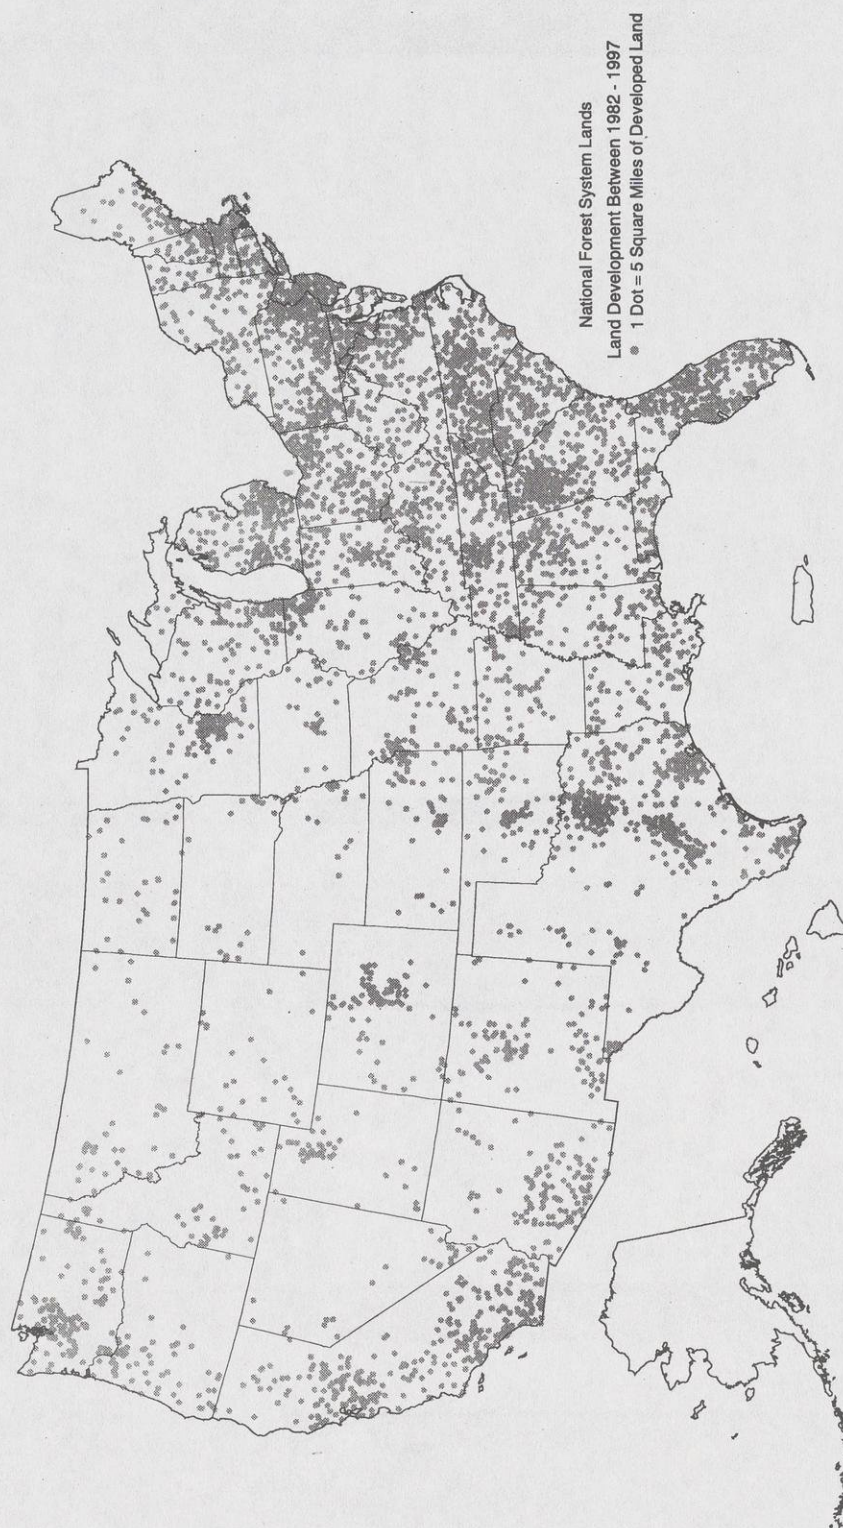 National Forest System Lands
Land Development Between 1982 - 1997
1 Dot = 5 Square Miles of Developed Land